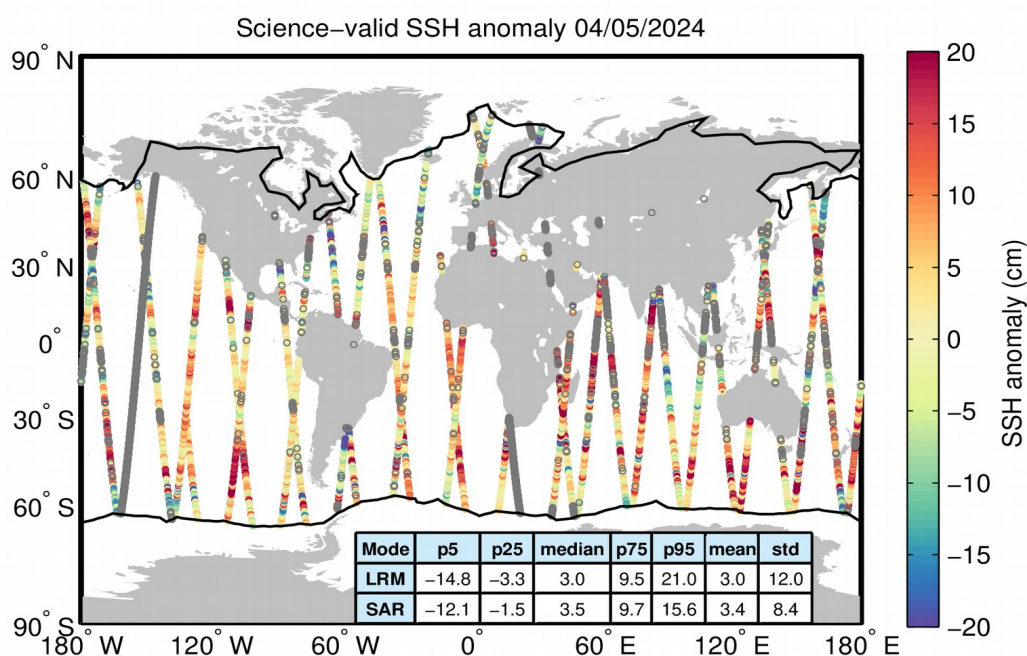 Science−valid SSH anomaly 04/05/2024
90° N
60° N
30° N
0°
30° S
60° S
90° S
180° W
120° W
60° W
0°
60° E
120° E
180° E
Mode p5 p25 median p75 p95 mean std
LRM −14.8 −3.3 3.0 9.5 21.0 3.0 12.0
SAR −12.1 −1.5 3.5 9.7 15.6 3.4 8.4
20
15
10
5
0
−5
−10
−15
−20
SSH anomaly (cm)